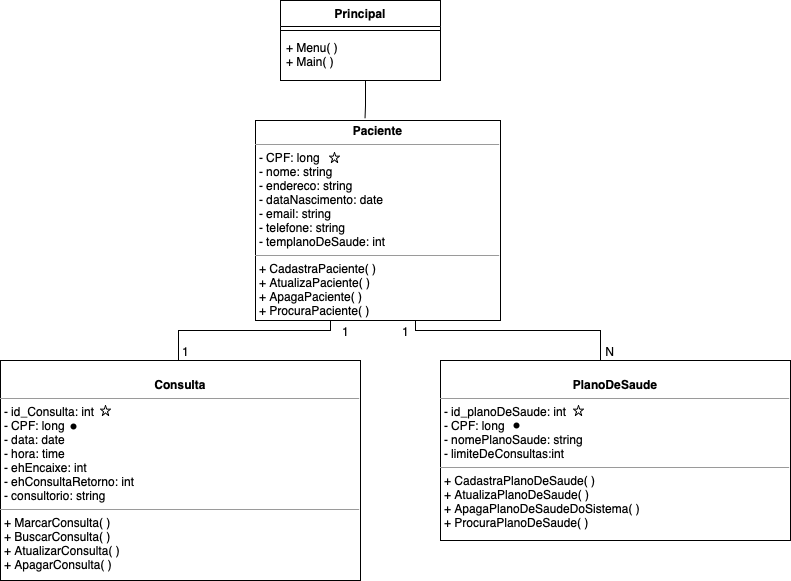 Principal
+ Menu( )
+ Main( )
Paciente
- CPF: long ☆
- nome: string
- endereco: string
- dataNascimento: date
- email: string
- telefone: string
- templanoDeSaude: int
+ CadastraPaciente( )
+ AtualizaPaciente( )
+ ApagaPaciente( )
+ ProcuraPaciente( )
1 1
1
N
Consulta
- id_Consulta: int ☆
- CPF: long ●
- data: date
- hora: time
- ehEncaixe: int
- ehConsultaRetorno: int
- consultorio: string
+ MarcarConsulta( )
+ BuscarConsulta( )
+ AtualizarConsulta( )
+ ApagarConsulta( )
PlanoDeSaude
- id_planoDeSaude: int ☆
- CPF: long ●
- nomePlanoSaude: string
- limiteDeConsultas:int
+ CadastraPlanoDeSaude( )
+ AtualizaPlanoDeSaude( )
+ ApagaPlanoDeSaudeDoSistema( )
+ ProcuraPlanoDeSaude( )